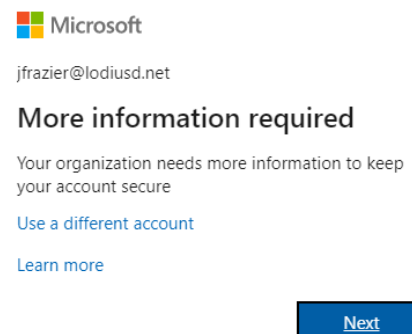 Microsoft
jfrazier@lodiusd.net
More information required
Your organization needs more information to keep
your account secure
Use a different account
Learn more
Next